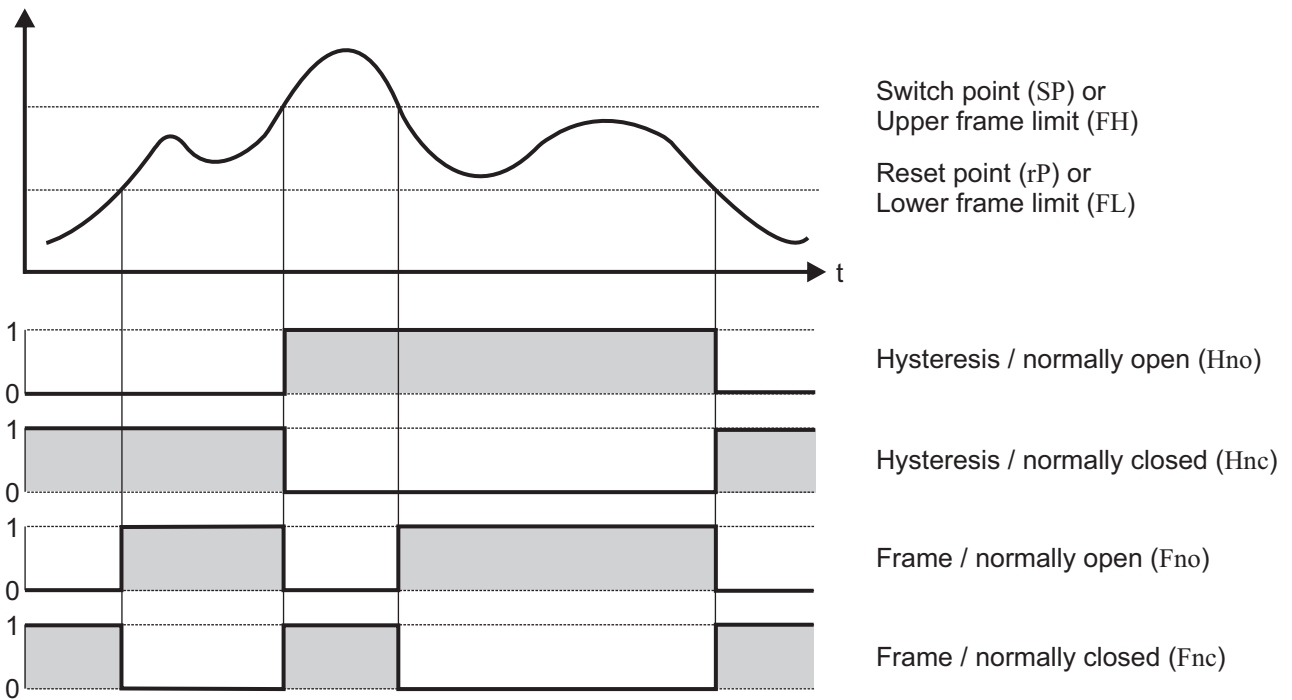 Switch point (SP) or
Upper frame limit (FH)
Reset point (rP) or
Lower frame limit (FL)
t
1
0
Hysteresis / normally open (Hno)
1
0
Hysteresis / normally closed (Hnc)
1
0
Frame / normally open (Fno)
1
0
Frame / normally closed (Fnc)